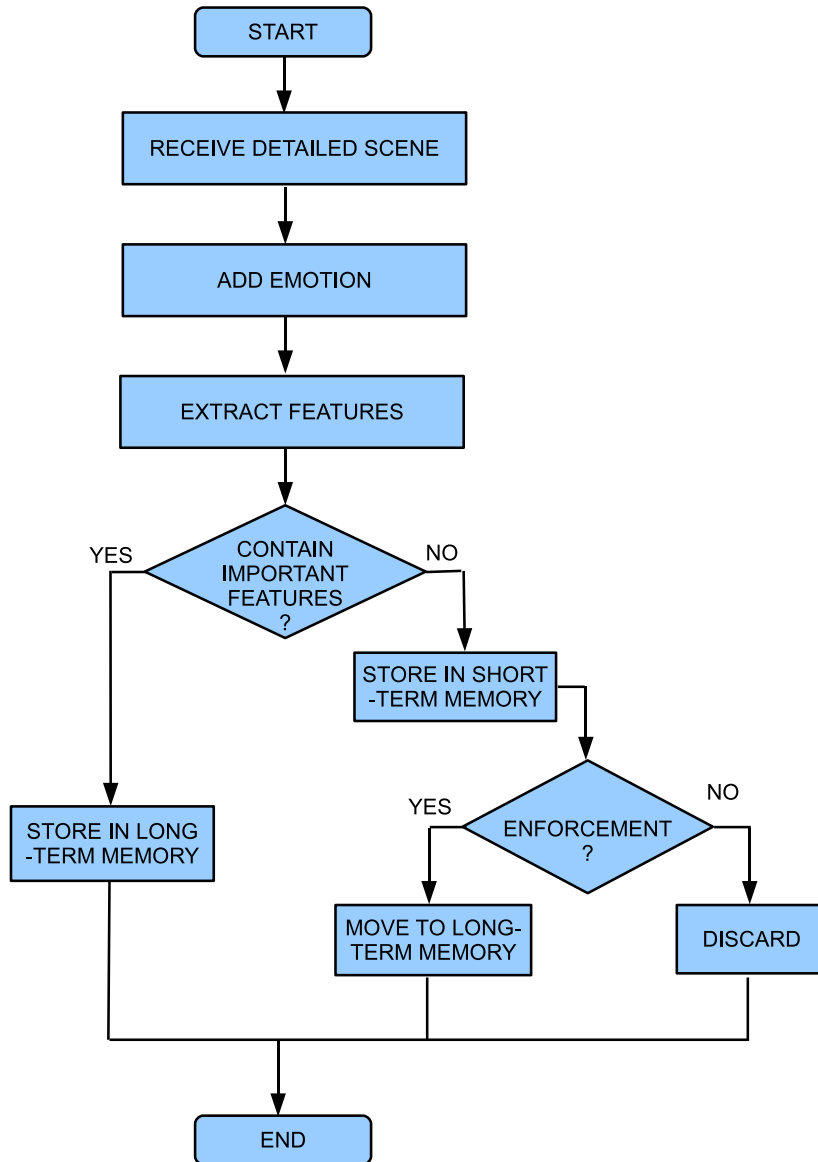 START
RECEIVE DETAILED SCENE
ADD EMOTION
EXTRACT FEATURES
YES
CONTAIN
IMPORTANT
FEATURES
?
NO
STORE IN SHORT
-TERM MEMORY
STORE IN LONG
-TERM MEMORY
YES
ENFORCEMENT
?
NO
MOVE TO LONG-
TERM MEMORY
DISCARD
END